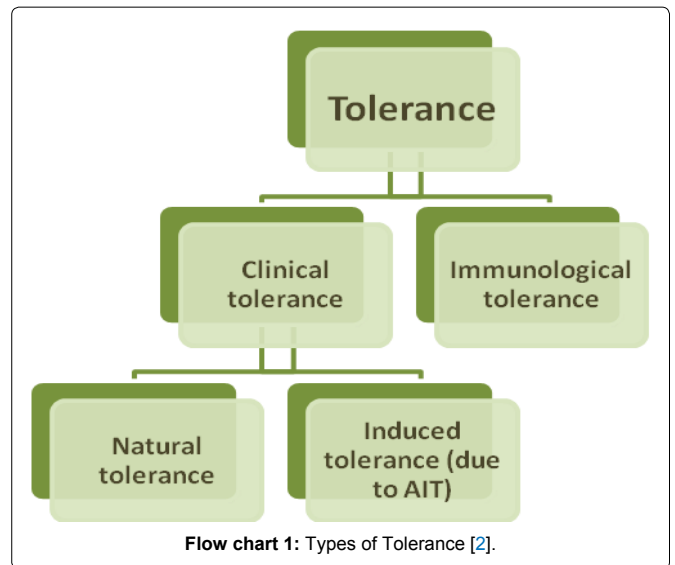 Tolerance
Clinical
tolerance
Immunological
tolerance
Natural
tolerance
Induced
tolerance (due
to AIT)
Flow chart 1: Types of Tolerance [2].